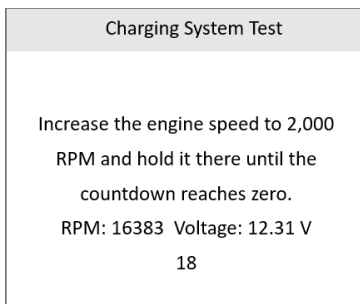 Charging System Test
Increase the engine speed to 2,000
RPM and hold it there until the
countdown reaches zero.
RPM: 16383  Voltage: 12.31 V
18